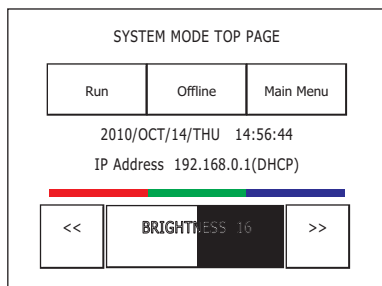 SYSTEM MODE TOP PAGE
Run Offline Main Menu
2010/OCT/14/THU 14:56:44
IP Address 192.168.0.1(DHCP)
<< BRIGHTNESS 16 >>